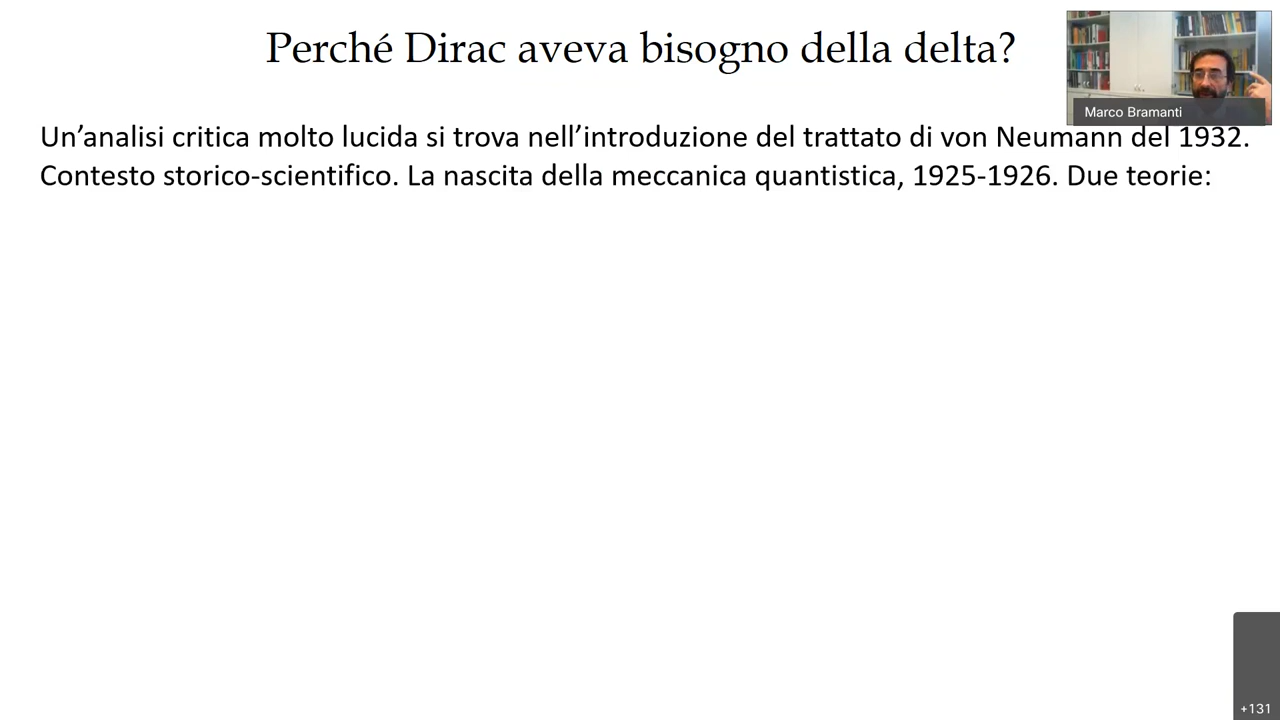 Perché Dirac aveva bisogno della delta?
Marco Bramanti
Un’analisi critica molto lucida si trova nell’introduzione del trattato di von Neumann del 1932.
Contesto storico-scientifico. La nascita della meccanica quantistica, 1925-1926. Due teorie:
+131